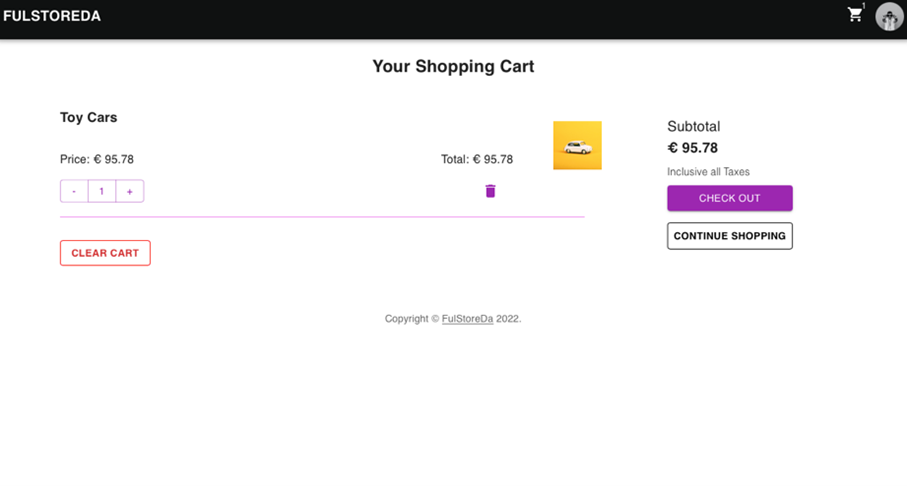 FULSTOREDA
1
Your Shopping Cart
Toy Cars
Price: € 95.78
Total: € 95.78
- 1 +
CLEAR CART
Subtotal
€ 95.78
Inclusive all Taxes
CHECK OUT
CONTINUE SHOPPING
Copyright © FulStoreDa 2022.